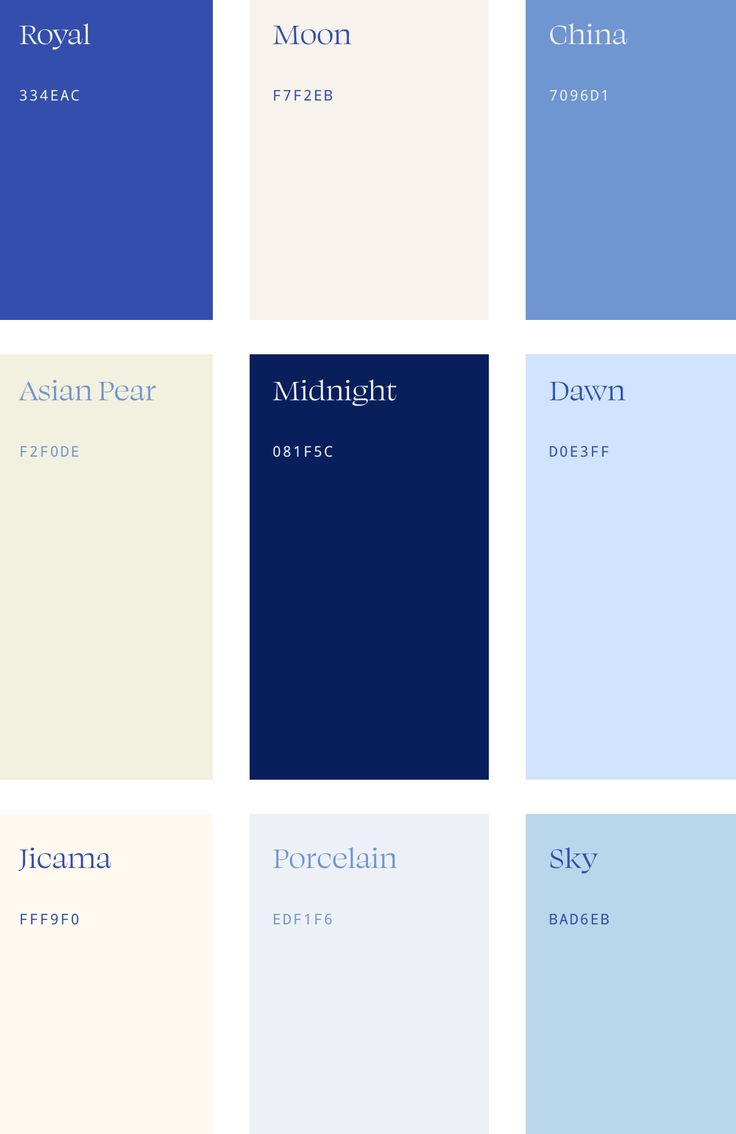 Royal
334EAC
Moon
F7F2EB
China
7096D1
Asian Pear
F2F0DE
Midnight
081F5C
Dawn
D0E3FF
Jicama
FFF9F0
Porcelain
EDF1F6
Sky
BAD6EB